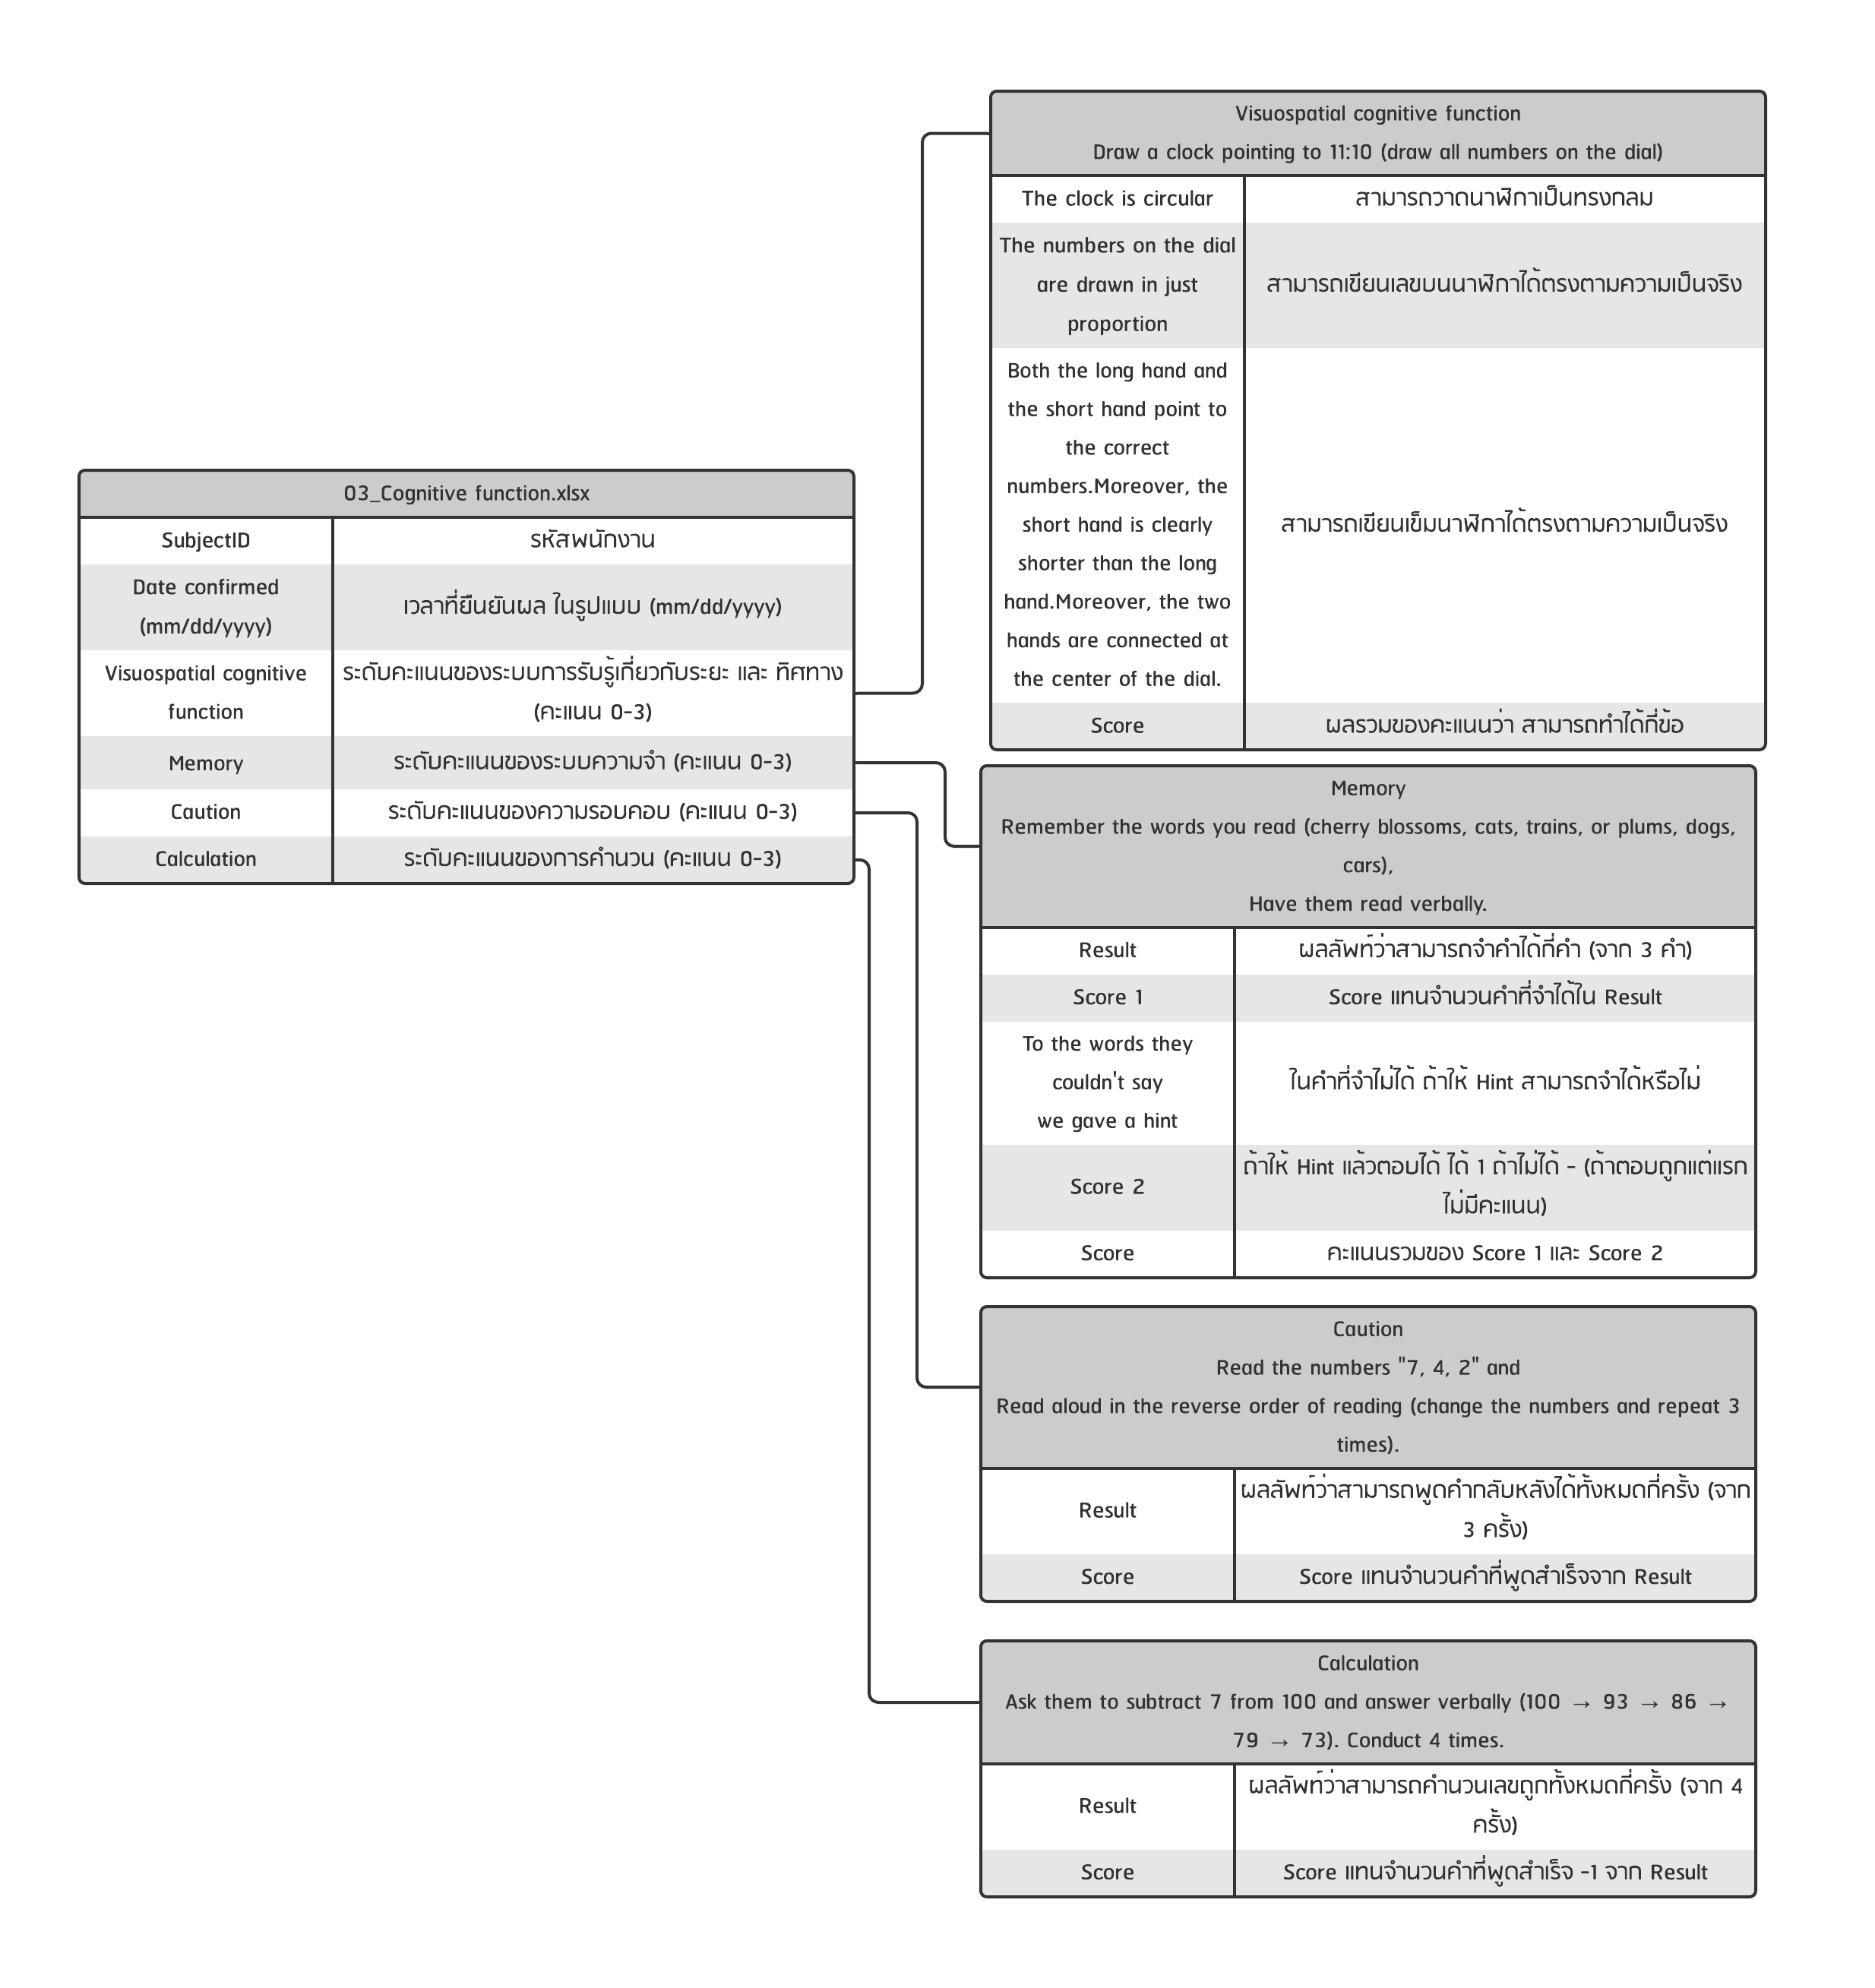 03_Cognitive function.xlsx
SubjectID
รหัสพนักงาน
Date confirmed
(mm/dd/yyyy)
เวลาที่ยืนยันผล ในรูปแบบ (mm/dd/yyyy)
Visuospatial cognitive
function
ระดับคะแนนของระบบการรับรู้เกี่ยวกับระยะ และ ทิศทาง
(คะแนน 0-3)
Memory
ระดับคะแนนของระบบความจำ (คะแนน 0-3)
Caution
ระดับคะแนนของความรอบคอบ (คะแนน 0-3)
Calculation
ระดับคะแนนของการคำนวน (คะแนน 0-3)
Visuospatial cognitive function
Draw a clock pointing to 11:10 (draw all numbers on the dial)
The clock is circular
สามารถวาดนาฬิกาเป็นทรงกลม
The numbers on the dial
are drawn in just
proportion
สามารถเขียนเลขบนนาฬิกาได้ตรงตามความเป็นจริง
Both the long hand and
the short hand point to
the correct
numbers.Moreover, the
short hand is clearly
shorter than the long
hand.Moreover, the two
hands are connected at
the center of the dial.
สามารถเขียนเข็มนาฬิกาได้ตรงตามความเป็นจริง
Score
ผลรวมของคะแนนว่า สามารถทำได้กี่ข้อ
Memory
Remember the words you read (cherry blossoms, cats, trains, or plums, dogs,
cars),
Have them read verbally.
Result
ผลลัพท์ว่าสามารถจำคำได้กี่คำ (จาก 3 คำ)
Score 1
Score แทนจำนวนคำที่จำได้ใน Result
To the words they
couldn't say
we gave a hint
ในคำที่จำไม่ได้ ถ้าให้ Hint สามารถจำได้หรือไม่
Score 2
ถ้าให้ Hint แล้วตอบได้ ได้ 1 ถ้าไม่ได้ - (ถ้าตอบถูกแต่แรก
ไม่มีคะแนน)
Score
คะแนนรวมของ Score 1 และ Score 2
Caution
Read the numbers "7, 4, 2" and
Read aloud in the reverse order of reading (change the numbers and repeat 3
times).
Result
ผลลัพท์ว่าสามารถพูดคำกลับหลังได้ทั้งหมดกี่ครั้ง (จาก
3 ครั้ง)
Score
Score แทนจำนวนคำที่พูดสำเร็จจาก Result
Calculation
Ask them to subtract 7 from 100 and answer verbally (100 → 93 → 86 →
79 → 73). Conduct 4 times.
Result
ผลลัพท์ว่าสามารถคำนวนเลขถูกทั้งหมดกี่ครั้ง (จาก 4
ครั้ง)
Score
Score แทนจำนวนคำที่พูดสำเร็จ -1 จาก Result